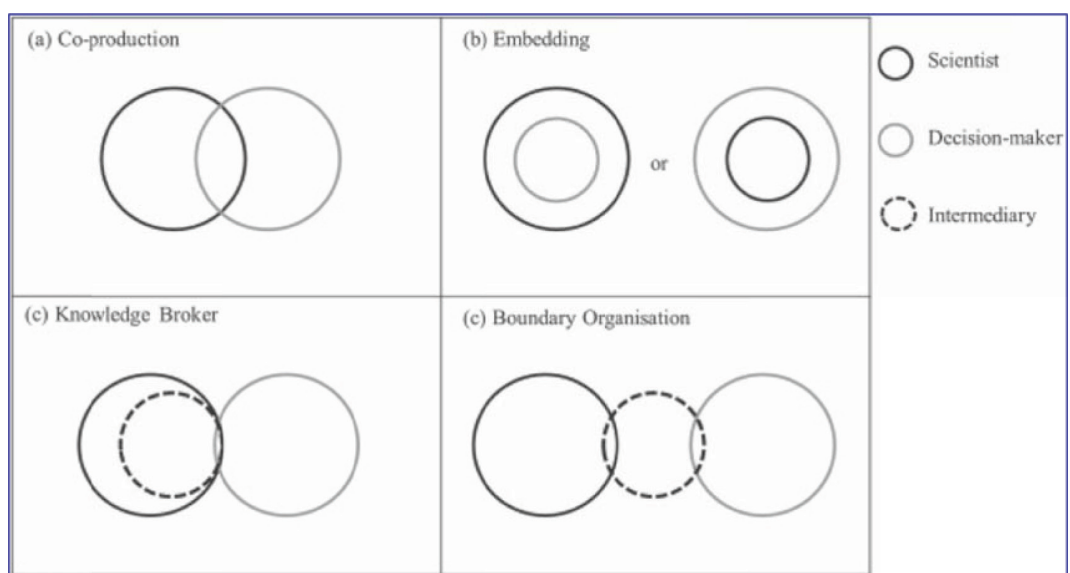 (a) Co-production
(b) Embedding
or
Scientist
Decision-maker
Intermediary
(c) Knowledge Broker
(c) Boundary Organisation